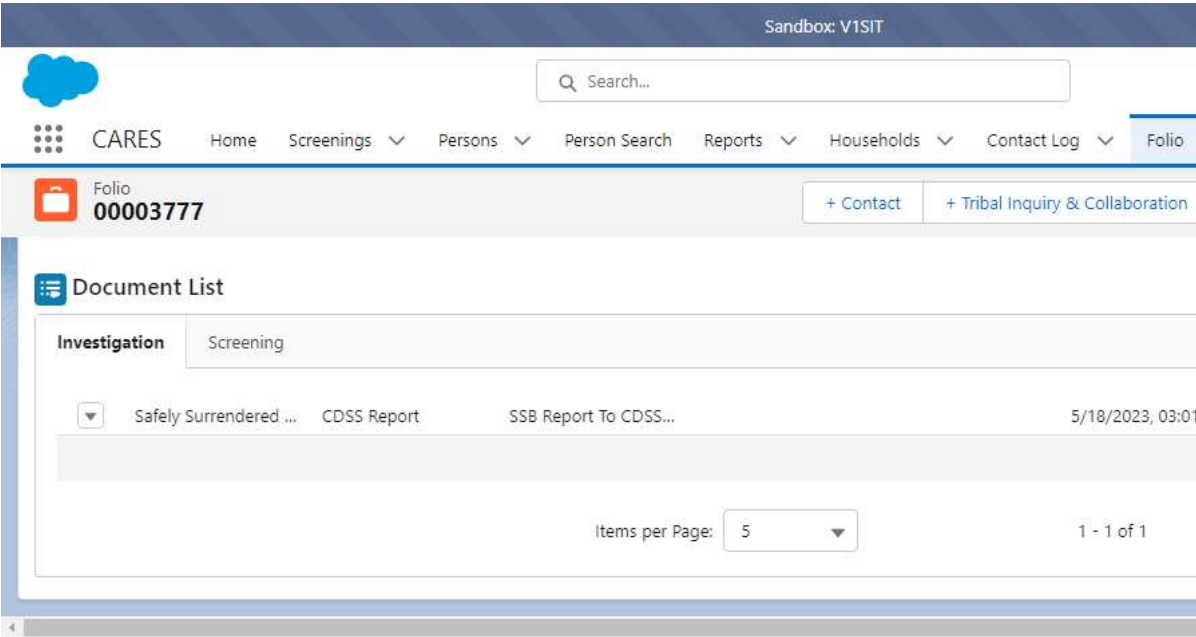 Sandbox: V1SIT
Search...
CARES Home Screenings Persons Person Search Reports Households Contact Log Folio
Folio
00003777
+ Contact + Tribal Inquiry & Collaboration
Document List
Investigation Screening
Safely Surrendered ... CDSS Report SSB Report To CDSS... 5/18/2023, 03:01
Items per Page: 5 1 - 1 of 1